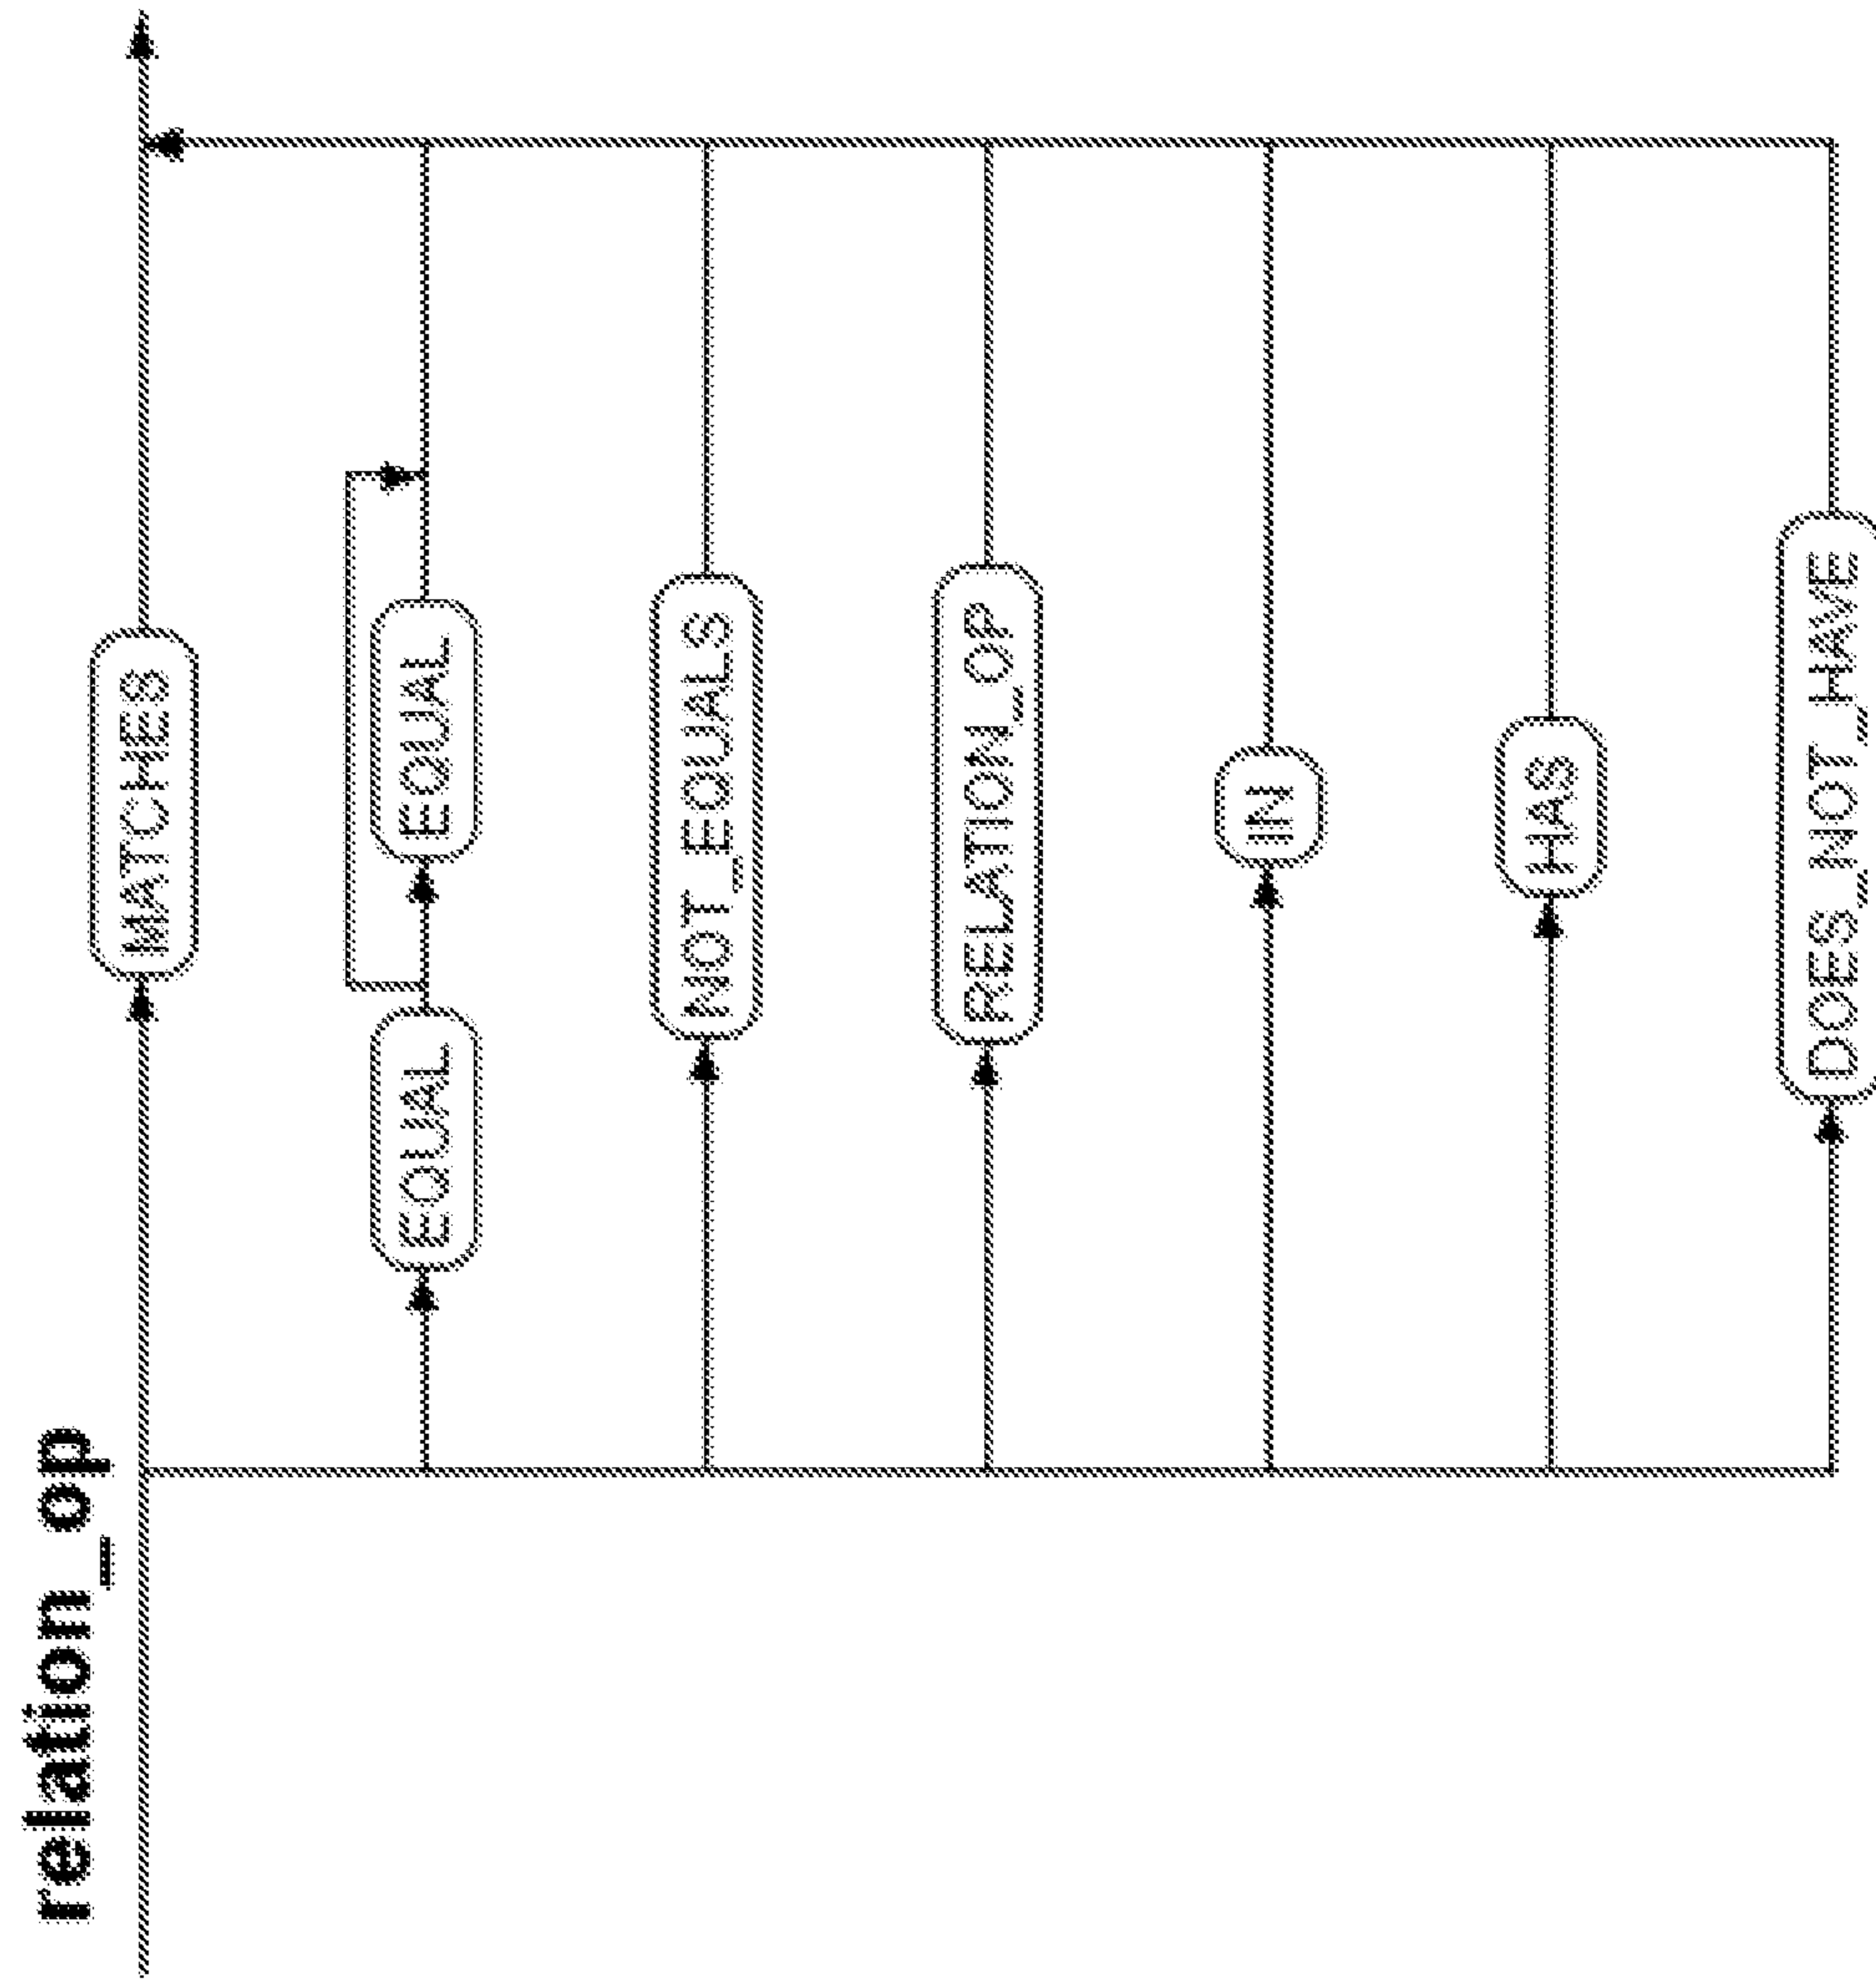 relation_op
MATCHES
EQUAL EQUAL
NOT_EQUALS
RELATION_OP
IN
HAS
DOES_NOT_HAVE